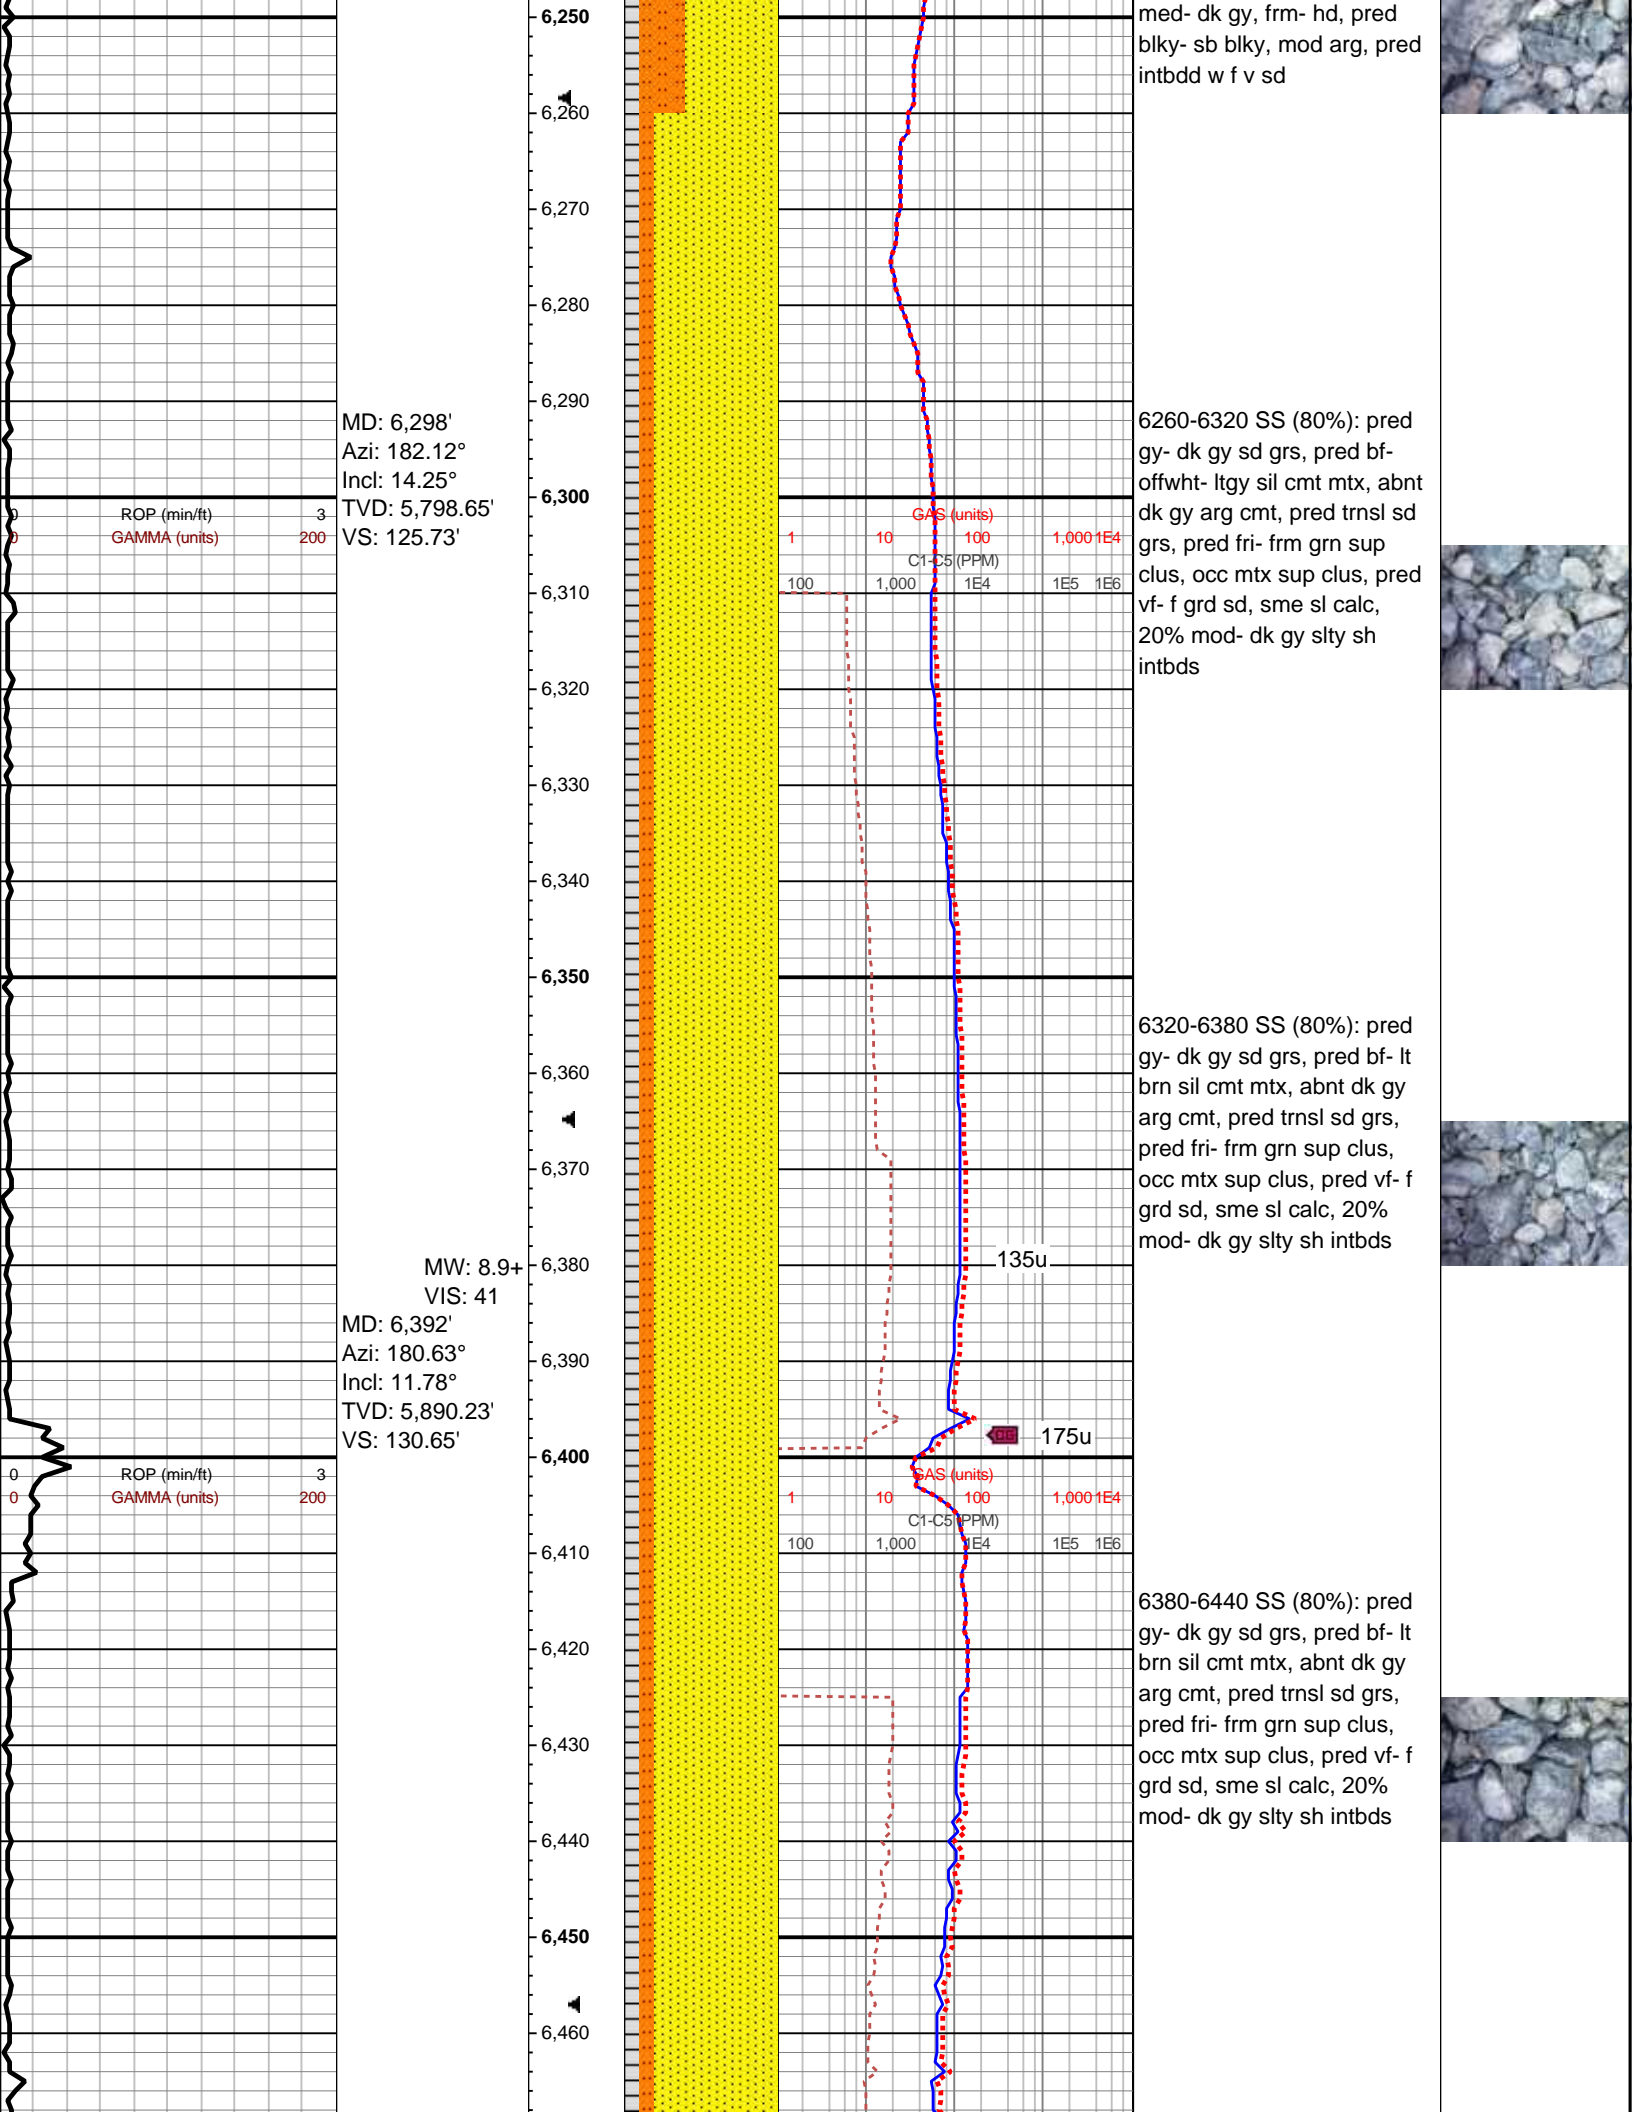 6,250
med- dk gy, frm- hd, pred
blky- sb blky, mod arg, pred
intbdd w f v sd
6,260
6,270
6,280
6,290
MD: 6,298'
Azi: 182.12°
Incl: 14.25°
TVD: 5,798.65'
VS: 125.73'
6260-6320 SS (80%): pred
gy- dk gy sd grs, pred bf-
offwht- ltgy sil cmt mtx, abnt
dk gy arg cmt, pred trnsl sd
grs, pred fri- frm grn sup
clus, occ mtx sup clus, pred
vf- f grd sd, sme sl calc,
20% mod- dk gy slty sh
intbds
6,300
0 ROP (min/ft) 3
0 GAMMA (units) 200
GAS (units)
1 10 100 1,000 1E4
C1-C5 (PPM)
100 1,000 1E4 1E5 1E6
6,310
6,320
6,330
6,340
6,350
6320-6380 SS (80%): pred
gy- dk gy sd grs, pred bf- lt
brn sil cmt mtx, abnt dk gy
arg cmt, pred trnsl sd grs,
pred fri- frm grn sup clus,
occ mtx sup clus, pred vf- f
grd sd, sme sl calc, 20%
mod- dk gy slty sh intbds
6,360
6,370
6,380
135u
MW: 8.9+
VIS: 41
MD: 6,392'
Azi: 180.63°
Incl: 11.78°
TVD: 5,890.23'
VS: 130.65'
6,390
CG 175u
6,400
0 ROP (min/ft) 3
0 GAMMA (units) 200
GAS (units)
1 10 100 1,000 1E4
C1-C5 (PPM)
100 1,000 1E4 1E5 1E6
6,410
6380-6440 SS (80%): pred
gy- dk gy sd grs, pred bf- lt
brn sil cmt mtx, abnt dk gy
arg cmt, pred trnsl sd grs,
pred fri- frm grn sup clus,
occ mtx sup clus, pred vf- f
grd sd, sme sl calc, 20%
mod- dk gy slty sh intbds
6,420
6,430
6,440
6,450
6,460